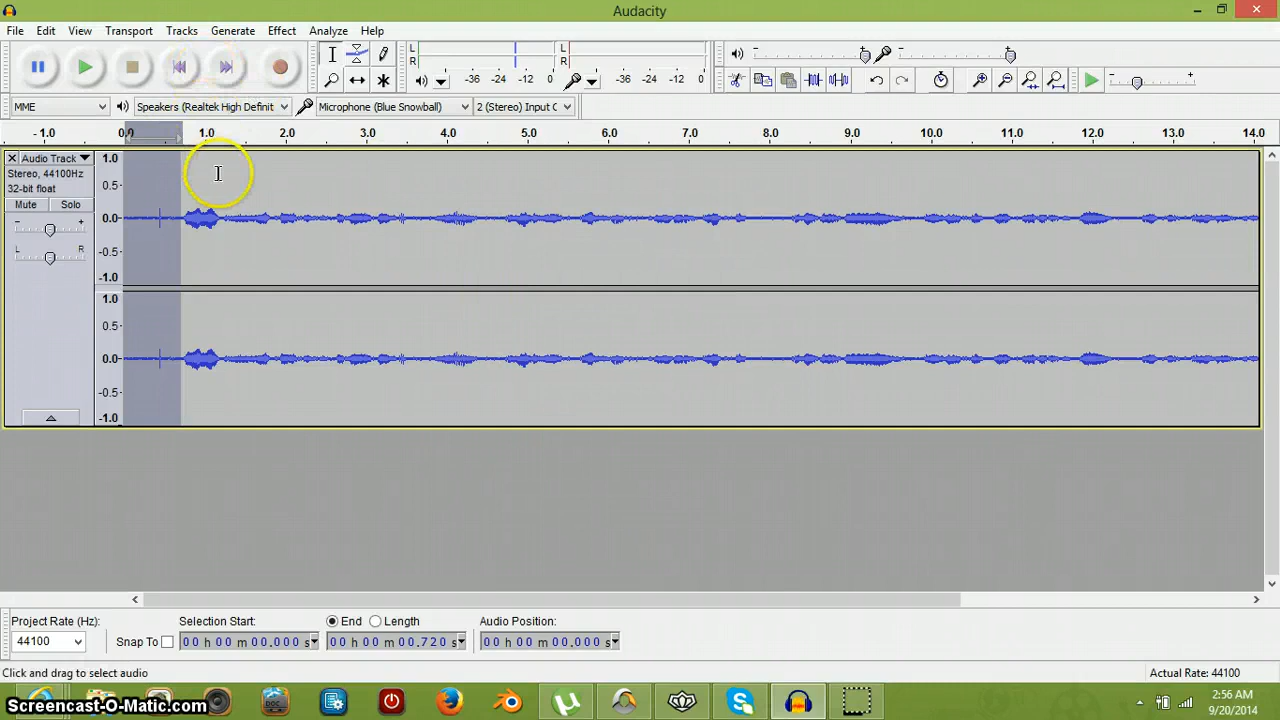 Audacity
File Edit View Transport Tracks Generate Effect Analyze Help
L
R
-36 -24 -12 0
L
R
-36 -24 -12 0
MME Speakers (Realtek High Definit Microphone (Blue Snowball) 2 (Stereo) Input C
-1.0 0.0 1.0 2.0 3.0 4.0 5.0 6.0 7.0 8.0 9.0 10.0 11.0 12.0 13.0 14.0
Audio Track
Stereo, 44100Hz
32-bit float
Mute Solo
- +
L R
1.0
0.5
0.0
-0.5
-1.0
1.0
0.5
0.0
-0.5
-1.0
Project Rate (Hz): Selection Start: End Length Audio Position:
44100 Snap To 00 h 00 m 00.000 s 00 h 00 m 00.720 s 00 h 00 m 00.000 s
Click and drag to select audio Actual Rate: 44100
DOC
2:56 AM
9/20/2014
Screencast-O-Matic.com